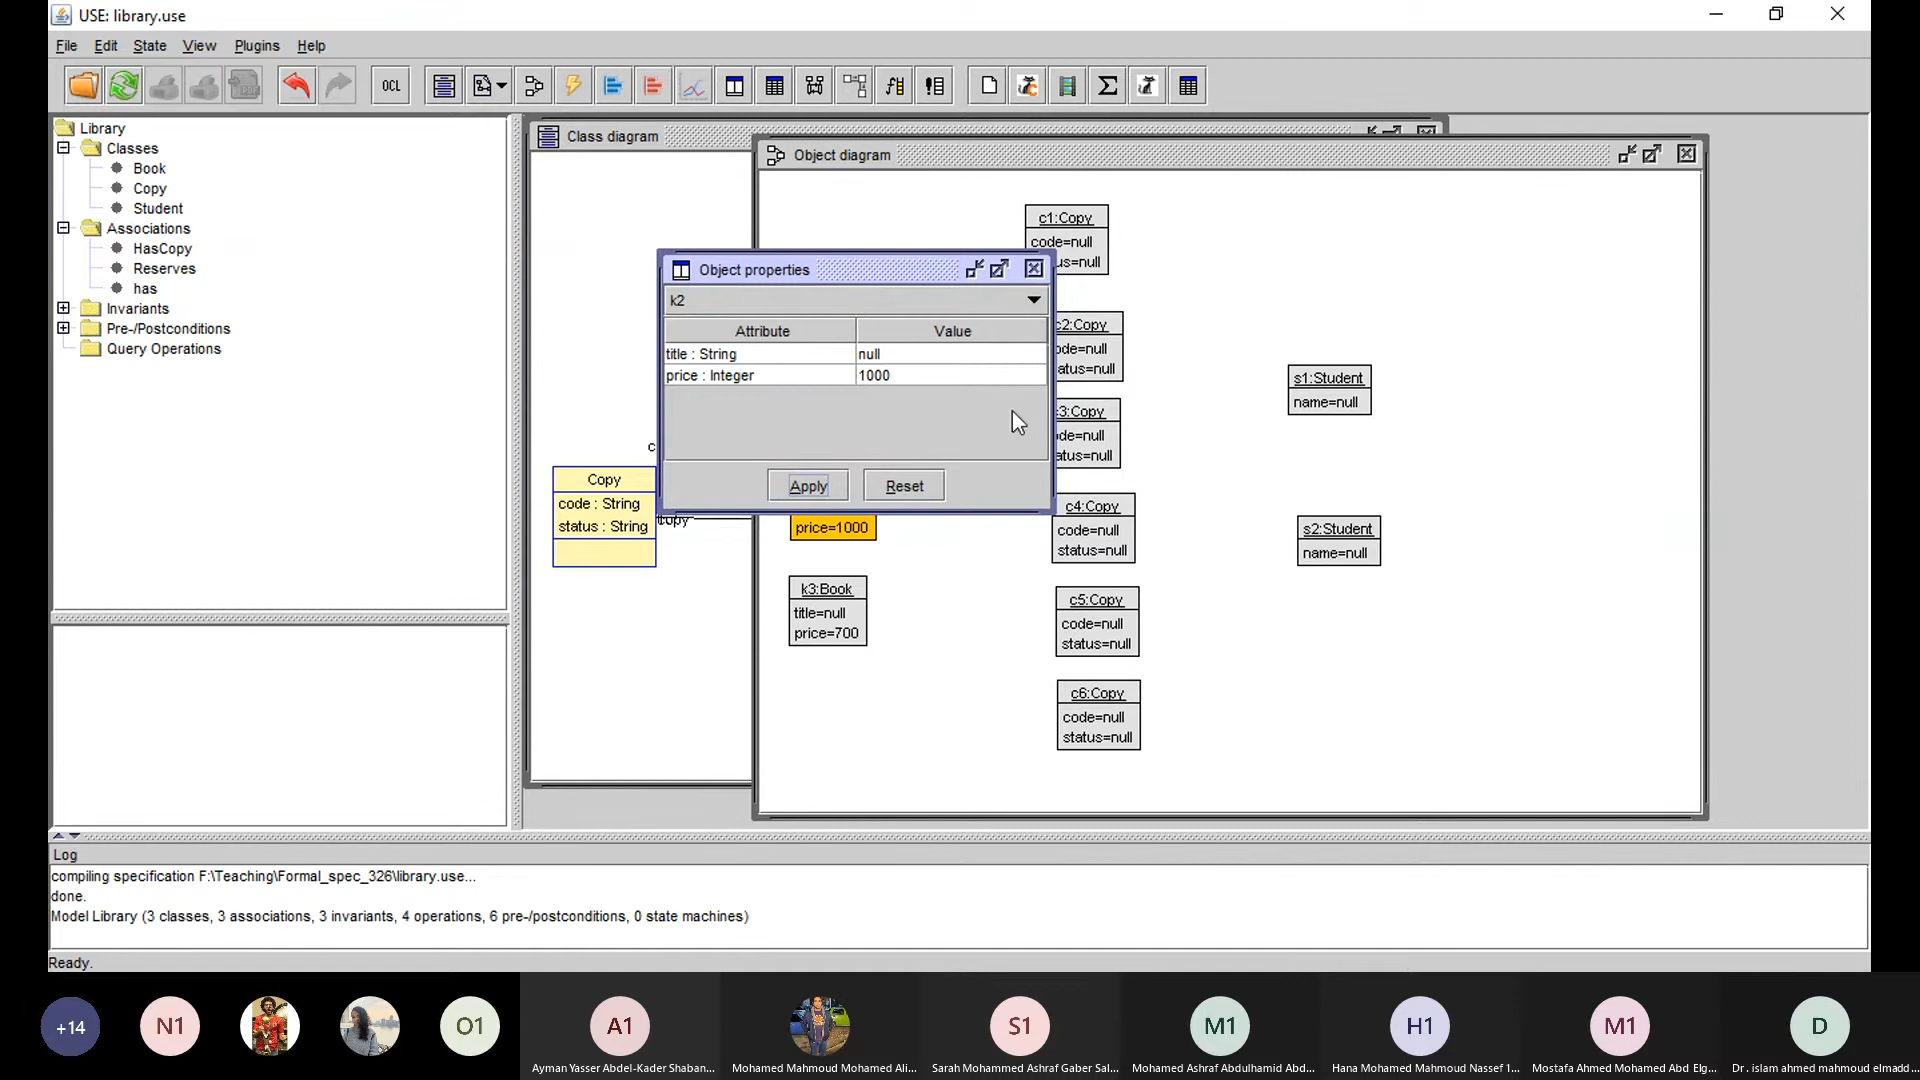 USE: library.use
File Edit State View Plugins Help
OCL
Library
Classes
Book
Copy
Student
Associations
HasCopy
Reserves
has
Invariants
Pre-/Postconditions
Query Operations
Class diagram
Copy
code : String
status : String
Object diagram
c1:Copy
code=null
us=null
c2:Copy
ode=null
atus=null
3:Copy
ode=null
atus=null
c4:Copy
code=null
status=null
c5:Copy
code=null
status=null
c6:Copy
code=null
status=null
s1:Student
name=null
s2:Student
name=null
price=1000
k3:Book
title=null
price=700
Object properties
k2
Attribute Value
title : String null
price : Integer 1000
Apply Reset
Log
compiling specification F:\Teaching\Formal_spec_326\library.use...
done.
Model Library (3 classes, 3 associations, 3 invariants, 4 operations, 6 pre-/postconditions, 0 state machines)
Ready.
+14 N1 O1 A1 S1 M1 H1 M1 D
Ayman Yasser Abdel-Kader Shaban...
Mohamed Mahmoud Mohamed Ali...
Sarah Mohammed Ashraf Gaber Sal...
Mohamed Ashraf Abdulhamid Abd...
Hana Mohamed Mahmoud Nassef 1...
Mostafa Ahmed Mohamed Abd Elg...
Dr. islam ahmed mahmoud elmadd...